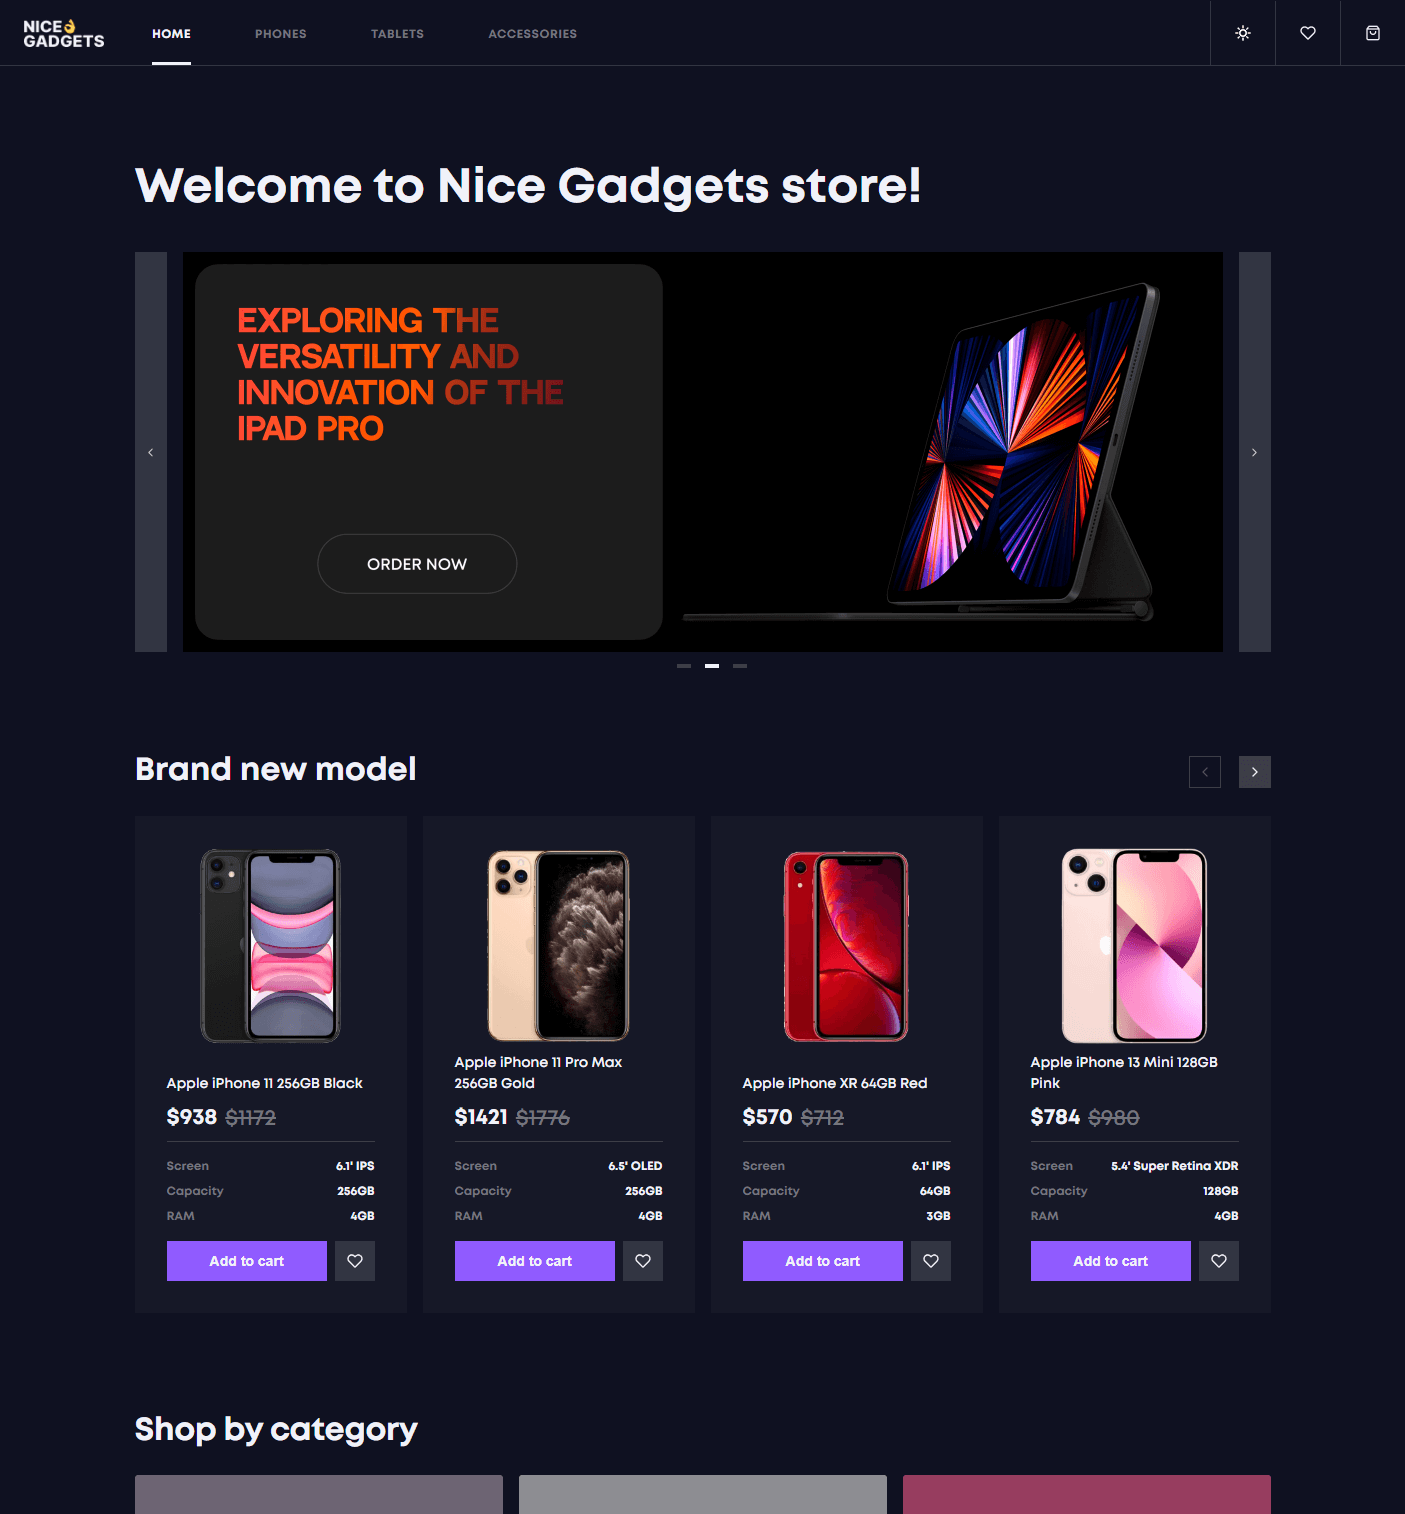 NICE
GADGETS
HOME
PHONES
TABLETS
ACCESSORIES
Welcome to Nice Gadgets store!
EXPLORING THE
VERSATILITY AND
INNOVATION OF THE
IPAD PRO
ORDER NOW
Brand new model
Apple iPhone 11 256GB Black
$938 $1172
Screen 6.1' IPS
Capacity 256GB
RAM 4GB
Add to cart
Apple iPhone 11 Pro Max
256GB Gold
$1421 $1776
Screen 6.5' OLED
Capacity 256GB
RAM 4GB
Add to cart
Apple iPhone XR 64GB Red
$570 $712
Screen 6.1' IPS
Capacity 64GB
RAM 3GB
Add to cart
Apple iPhone 13 Mini 128GB
Pink
$784 $980
Screen 5.4' Super Retina XDR
Capacity 128GB
RAM 4GB
Add to cart
Shop by category